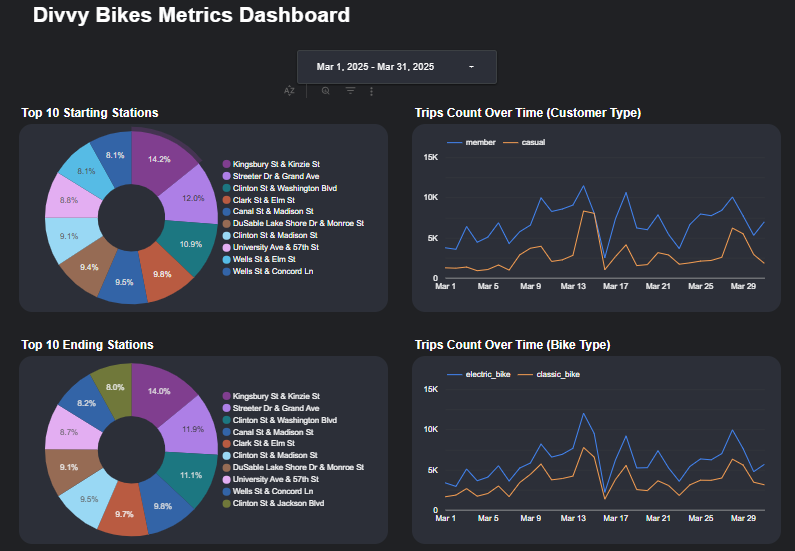 Divvy Bikes Metrics Dashboard
Mar 1, 2025 - Mar 31, 2025
AZ
Top 10 Starting Stations
14.2%
12.0%
10.9%
9.8%
9.5%
9.4%
9.1%
8.8%
8.1%
8.1%
Kingsbury St & Kinzie St
Streeter Dr & Grand Ave
Clinton St & Washington Blvd
Clark St & Elm St
Canal St & Madison St
DuSable Lake Shore Dr & Monroe St
Clinton St & Madison St
University Ave & 57th St
Wells St & Elm St
Wells St & Concord Ln
Trips Count Over Time (Customer Type)
member casual
15K
10K
5K
0
Mar 1 Mar 5 Mar 9 Mar 13 Mar 17 Mar 21 Mar 25 Mar 29
Top 10 Ending Stations
14.0%
11.9%
11.1%
9.8%
9.7%
9.5%
9.1%
8.7%
8.2%
8.0%
Kingsbury St & Kinzie St
Streeter Dr & Grand Ave
Clinton St & Washington Blvd
Canal St & Madison St
Clark St & Elm St
Clinton St & Madison St
DuSable Lake Shore Dr & Monroe St
University Ave & 57th St
Wells St & Concord Ln
Clinton St & Jackson Blvd
Trips Count Over Time (Bike Type)
electric_bike classic_bike
15K
10K
5K
0
Mar 1 Mar 5 Mar 9 Mar 13 Mar 17 Mar 21 Mar 25 Mar 29